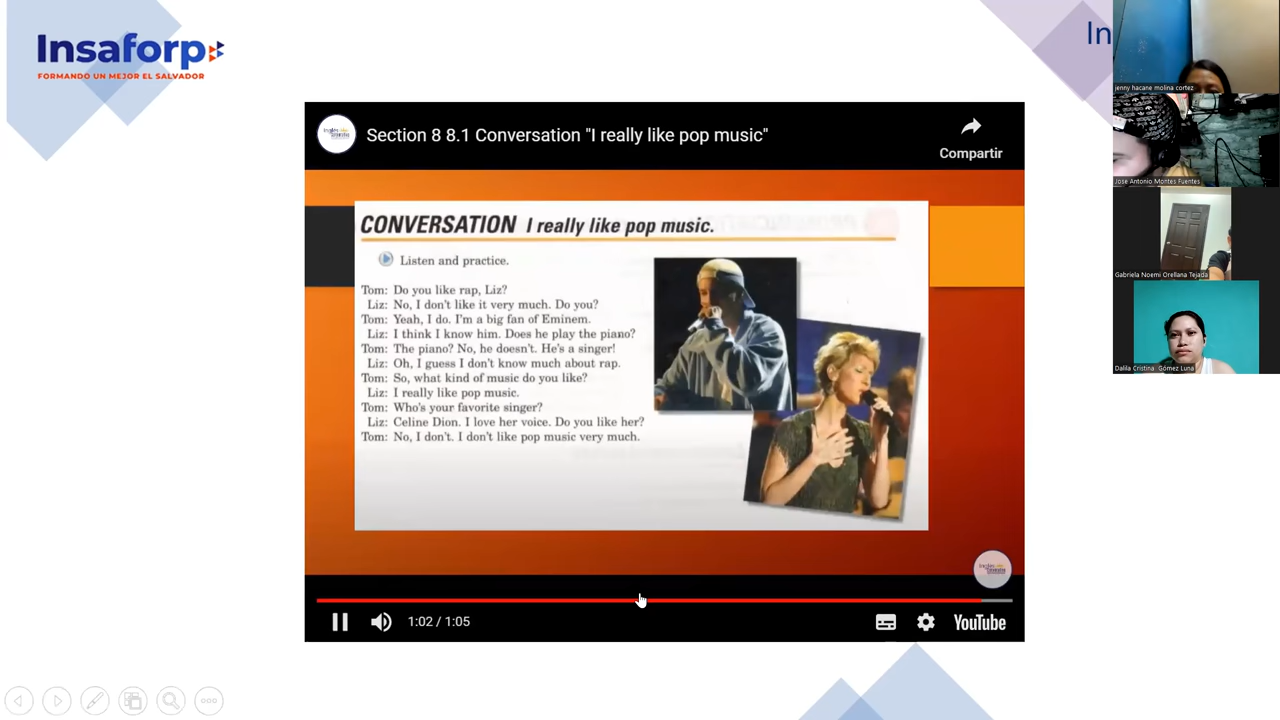 Insaforp
FORMANDO UN MEJOR EL SALVADOR
In
Section 8 8.1 Conversation "I really like pop music"
Compartir
CONVERSATION I really like pop music.
Listen and practice.
Tom: Do you like rap, Liz?
Liz: No, I don't like it very much. Do you?
Tom: Yeah, I do. I'm a big fan of Eminem.
Liz: I think I know him. Does he play the piano?
Tom: The piano? No, he doesn't. He's a singer!
Liz: Oh, I guess I don't know much about rap.
Tom: So, what kind of music do you like?
Liz: I really like pop music.
Tom: Who's your favorite singer?
Liz: Celine Dion. I love her voice. Do you like her?
Tom: No, I don't. I don't like pop music very much.
1:02 / 1:05
YouTube
jenny hacane molina cortez
Jose Antonio Montes Fuentes
Gabriela Noemi Orellana Tejada
Dalila Cristina Gómez Luna